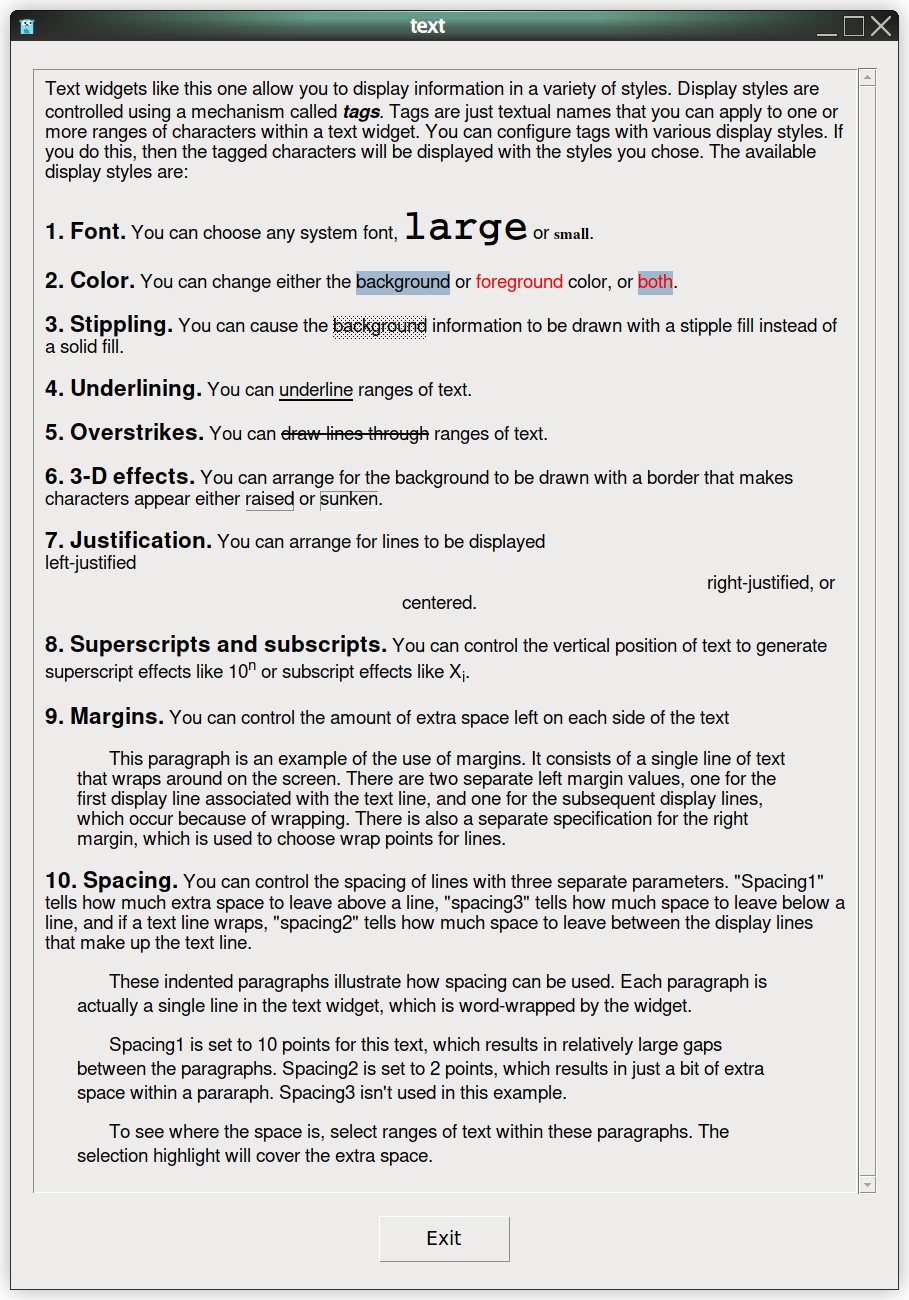 text
Text widgets like this one allow you to display information in a variety of styles. Display styles are
controlled using a mechanism called tags. Tags are just textual names that you can apply to one or
more ranges of characters within a text widget. You can configure tags with various display styles. If
you do this, then the tagged characters will be displayed with the styles you chose. The available
display styles are:
1. Font. You can choose any system font, large or small.
2. Color. You can change either the background or foreground color, or both.
3. Stippling. You can cause the background information to be drawn with a stipple fill instead of
a solid fill.
4. Underlining. You can underline ranges of text.
5. Overstrikes. You can draw lines through ranges of text.
6. 3-D effects. You can arrange for the background to be drawn with a border that makes
characters appear either raised or sunken.
7. Justification. You can arrange for lines to be displayed
left-justified
right-justified, or
centered.
8. Superscripts and subscripts. You can control the vertical position of text to generate
superscript effects like 10ⁿ or subscript effects like Xᵢ.
9. Margins. You can control the amount of extra space left on each side of the text
This paragraph is an example of the use of margins. It consists of a single line of text
that wraps around on the screen. There are two separate left margin values, one for the
first display line associated with the text line, and one for the subsequent display lines,
which occur because of wrapping. There is also a separate specification for the right
margin, which is used to choose wrap points for lines.
10. Spacing. You can control the spacing of lines with three separate parameters. "Spacing1"
tells how much extra space to leave above a line, "spacing3" tells how much space to leave below a
line, and if a text line wraps, "spacing2" tells how much space to leave between the display lines
that make up the text line.
These indented paragraphs illustrate how spacing can be used. Each paragraph is
actually a single line in the text widget, which is word-wrapped by the widget.
Spacing1 is set to 10 points for this text, which results in relatively large gaps
between the paragraphs. Spacing2 is set to 2 points, which results in just a bit of extra
space within a pararaph. Spacing3 isn't used in this example.
To see where the space is, select ranges of text within these paragraphs. The
selection highlight will cover the extra space.
Exit